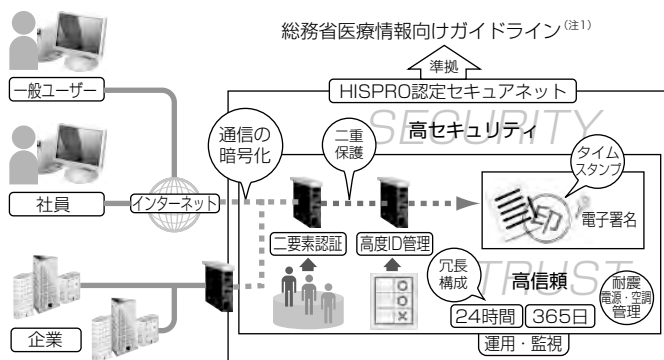 総務省医療情報向けガイドライン(注1)
準拠
HISPRO認定セキュアネット
SECURITY
高セキュリティ
一般ユーザー
通信の
暗号化
二重
保護
タイム
スタンプ
社員
インターネット
印
電子署名
二要素認証
高度ID管理
TRUST
高信頼
冗長
構成
耐震
電源・空調
管理
24時間
365日
企業
運用・監視